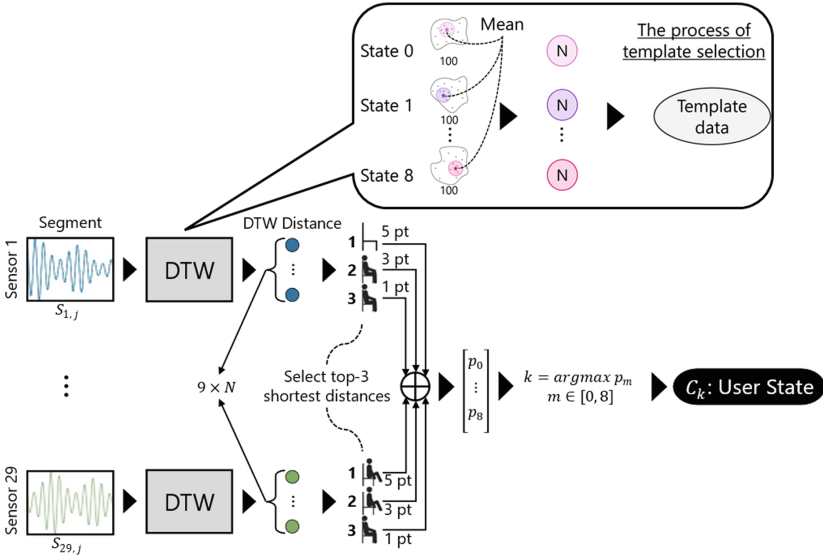 Mean
The process of
template selection
State 0
100
N
State 1
100
N
Template
data
State 8
100
N
Segment
DTW Distance
Sensor 1
DTW
1
5 pt
2
3 pt
3
1 pt
S1,j
9 × N
Select top-3
shortest distances
p0
⋮
p8
k = argmax pm
m ∈ [0, 8]
Ck: User State
Sensor 29
DTW
1
5 pt
2
3 pt
3
1 pt
S29,j